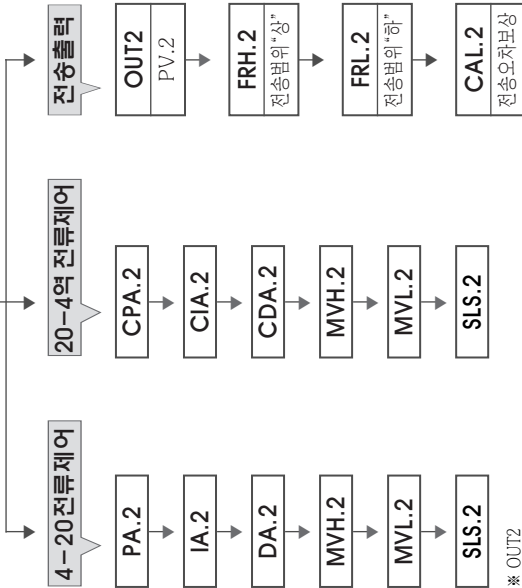 4-20전류제어
PA.2
IA.2
DA.2
MVH.2
MVL.2
SLS.2
20-4역 전류제어
CPA.2
CIA.2
CDA.2
MVH.2
MVL.2
SLS.2
전송출력
OUT2
PV.2
FRH.2
전송범위“상”
FRL.2
전송범위“하”
CAL.2
전송오차보상
※ OUT2